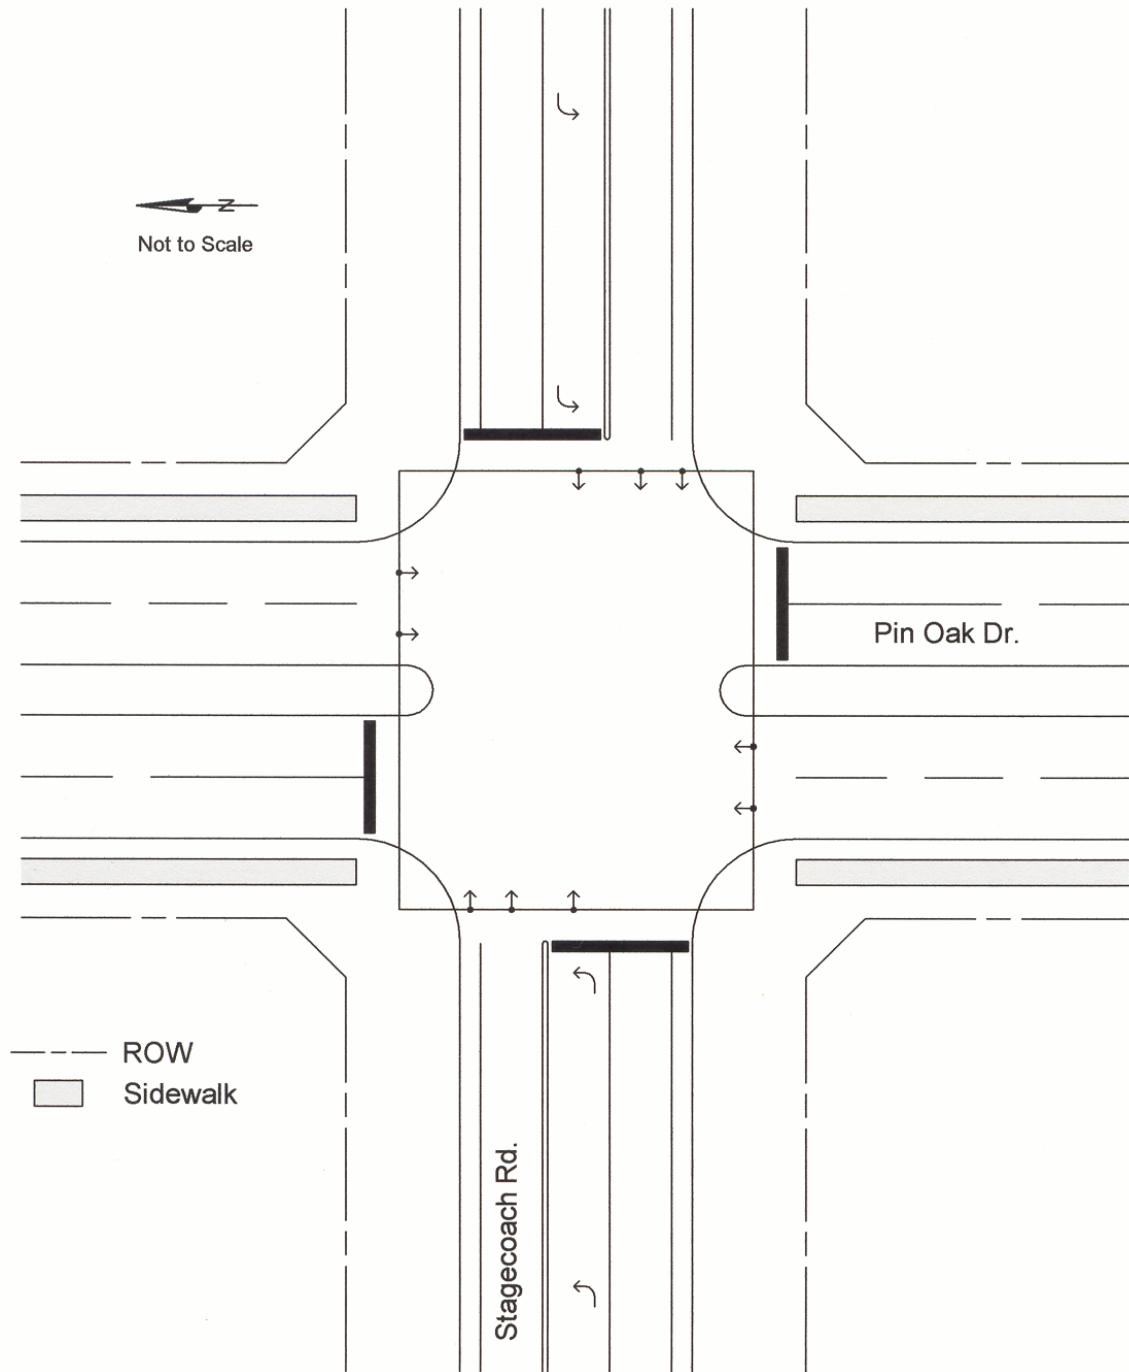 N
Not to Scale
Pin Oak Dr.
ROW
Sidewalk
Stagecoach Rd.